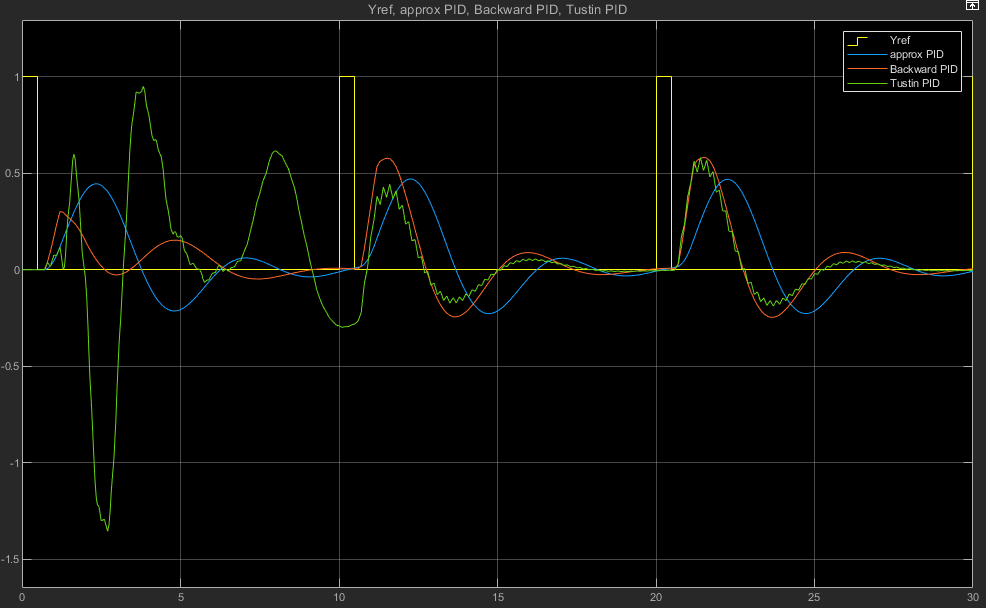 Yref, approx PID, Backward PID, Tustin PID
Yref
approx PID
Backward PID
Tustin PID
1
0.5
0
-0.5
-1
-1.5
0 5 10 15 20 25 30